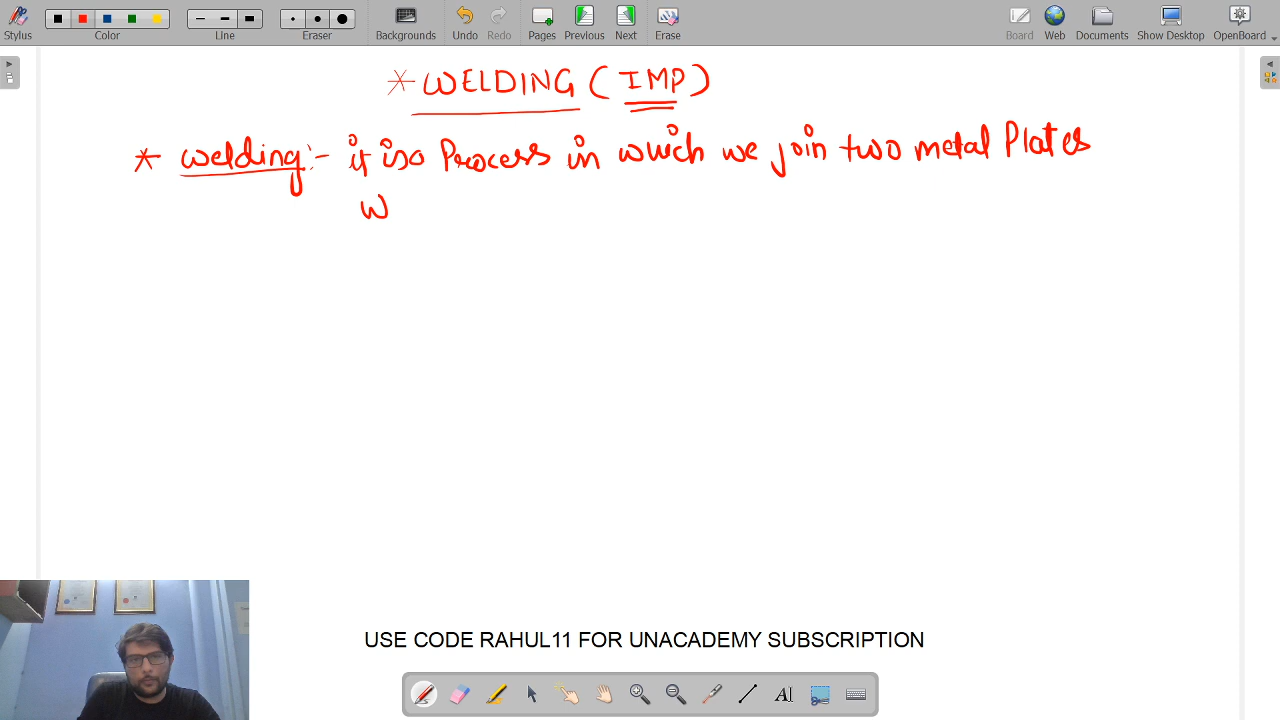 Stylus
Color
Line
Eraser
Backgrounds
Undo
Redo
Pages
Previous
Next
Erase
Board
Web
Documents
Show Desktop
OpenBoard
* WELDING (IMP)
* welding:- it is a Process in which we join two metal Plates
W
USE CODE RAHUL11 FOR UNACADEMY SUBSCRIPTION
A